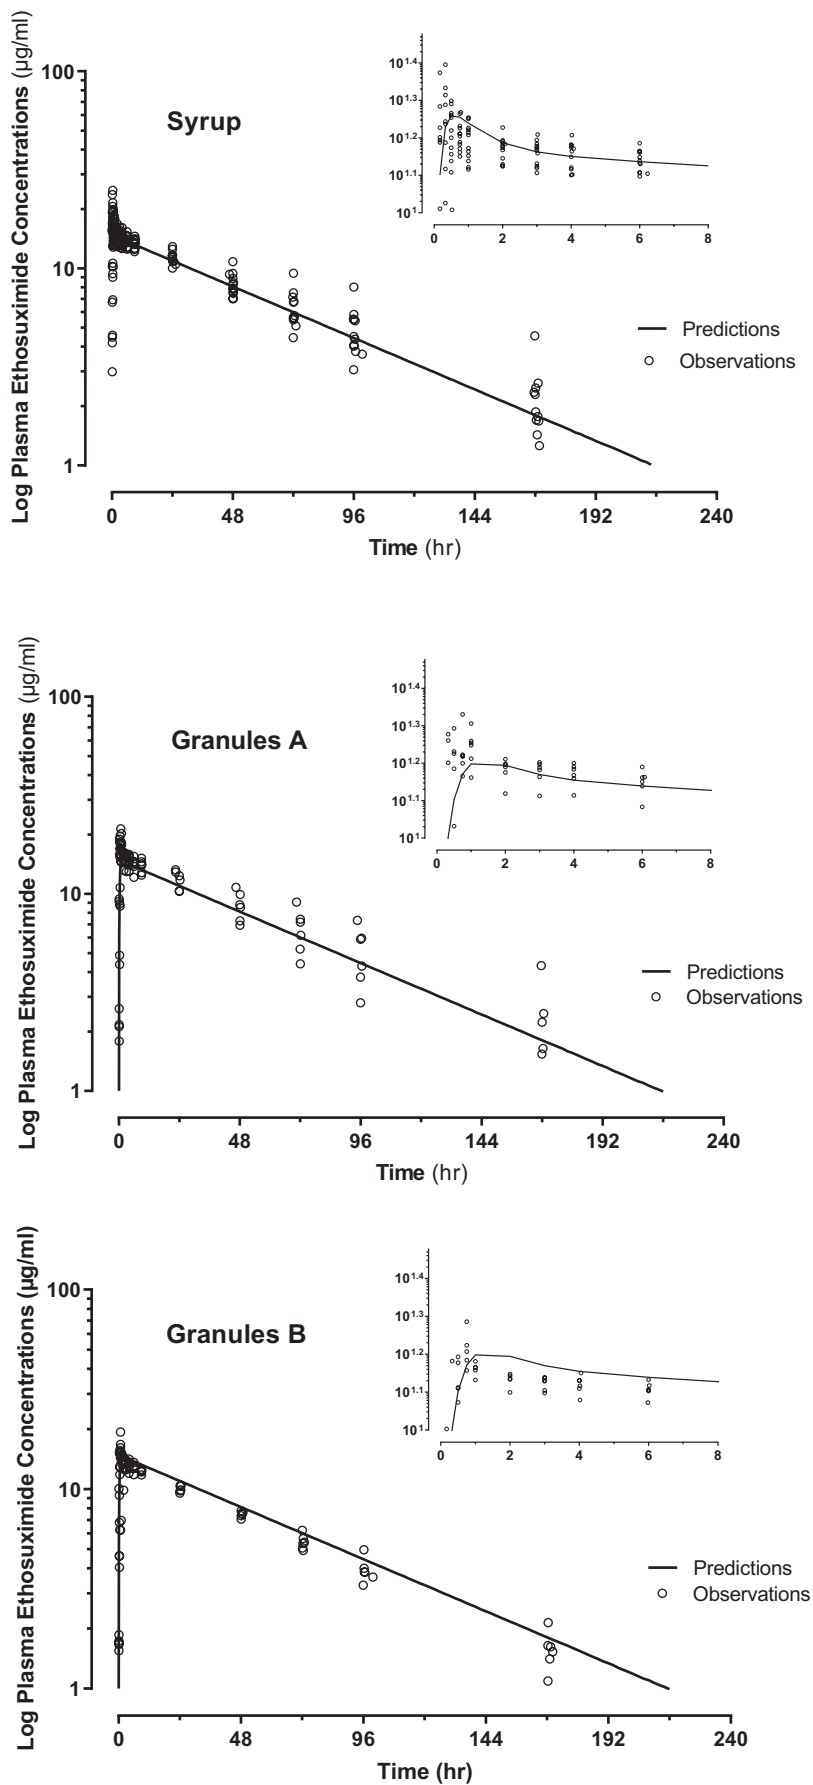 Log Plasma Ethosuximide Concentrations (µg/ml)
100
10
1
Syrup
10^1.4
10^1.3
10^1.2
10^1.1
10^1
0 2 4 6 8
Predictions
Observations
0 48 96 144 192 240
Time (hr)
Log Plasma Ethosuximide Concentrations (µg/ml)
100
10
1
Granules A
10^1.4
10^1.3
10^1.2
10^1.1
10^1
0 2 4 6 8
Predictions
Observations
0 48 96 144 192 240
Time (hr)
Log Plasma Ethosuximide Concentrations (µg/ml)
100
10
1
Granules B
10^1.4
10^1.3
10^1.2
10^1.1
10^1
0 2 4 6 8
Predictions
Observations
0 48 96 144 192 240
Time (hr)